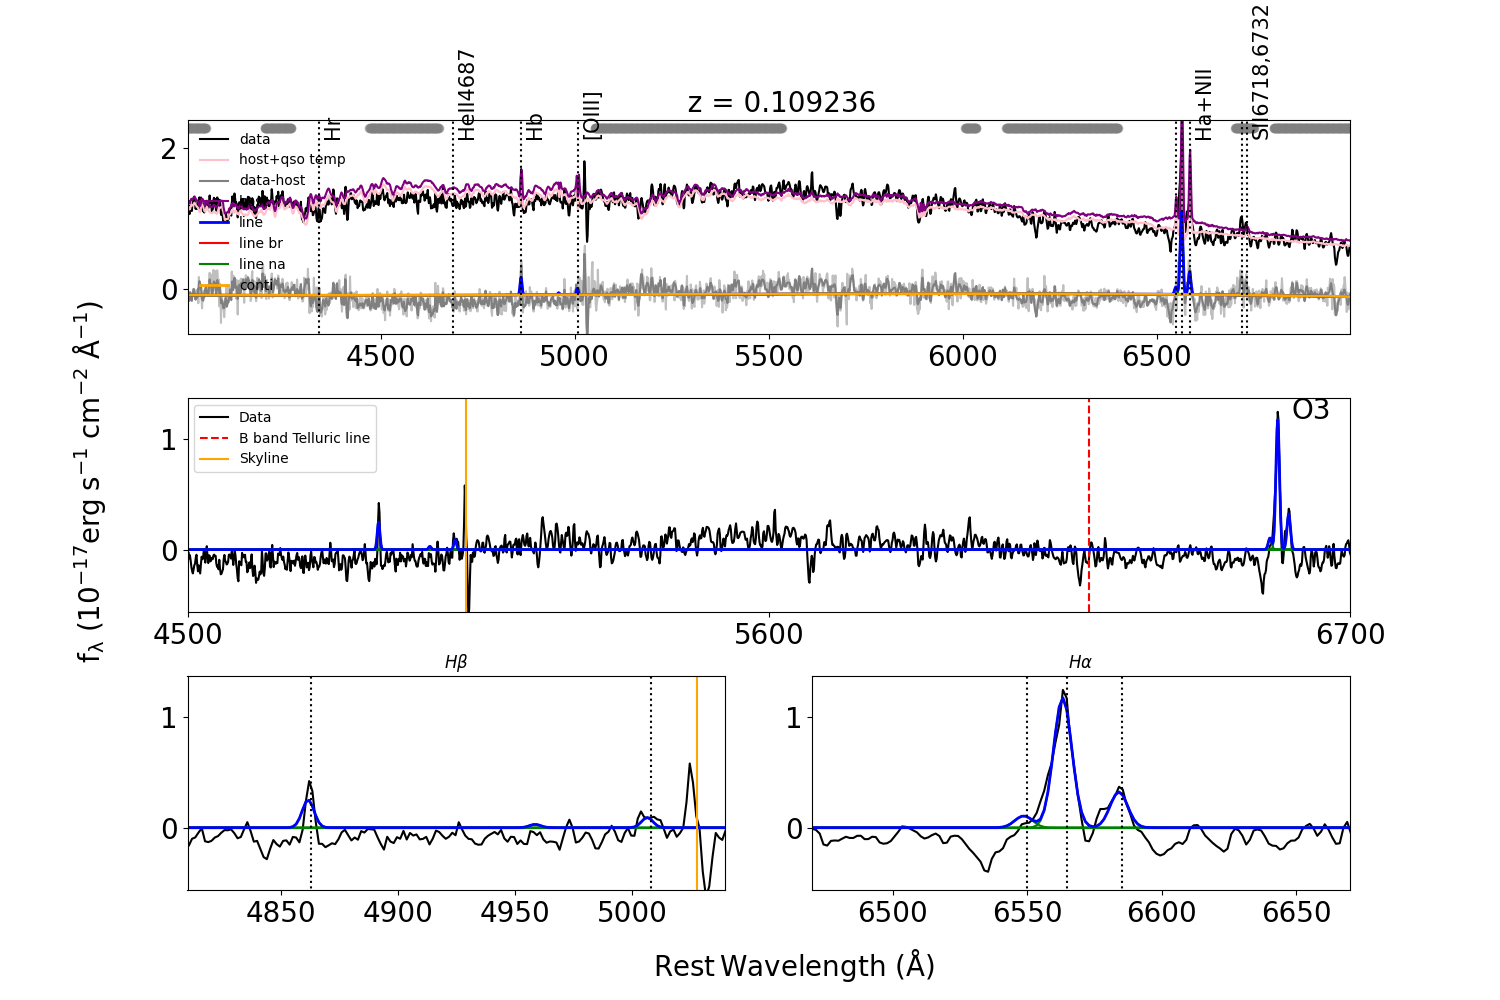 z = 0.109236
Hr
HeII4687
Hb
[OIII]
Ha+NII
SII6718,6732
data
host+qso temp
data-host
line
line br
line na
conti
2
0
4500 5000 5500 6000 6500
fλ (10−17erg s−1 cm−2 Å−1)
Data
B band Telluric line
Skyline
O3
1
0
4500 5600 6700
Hβ
1
0
4850 4900 4950 5000
Hα
1
0
6500 6550 6600 6650
Rest Wavelength (Å)